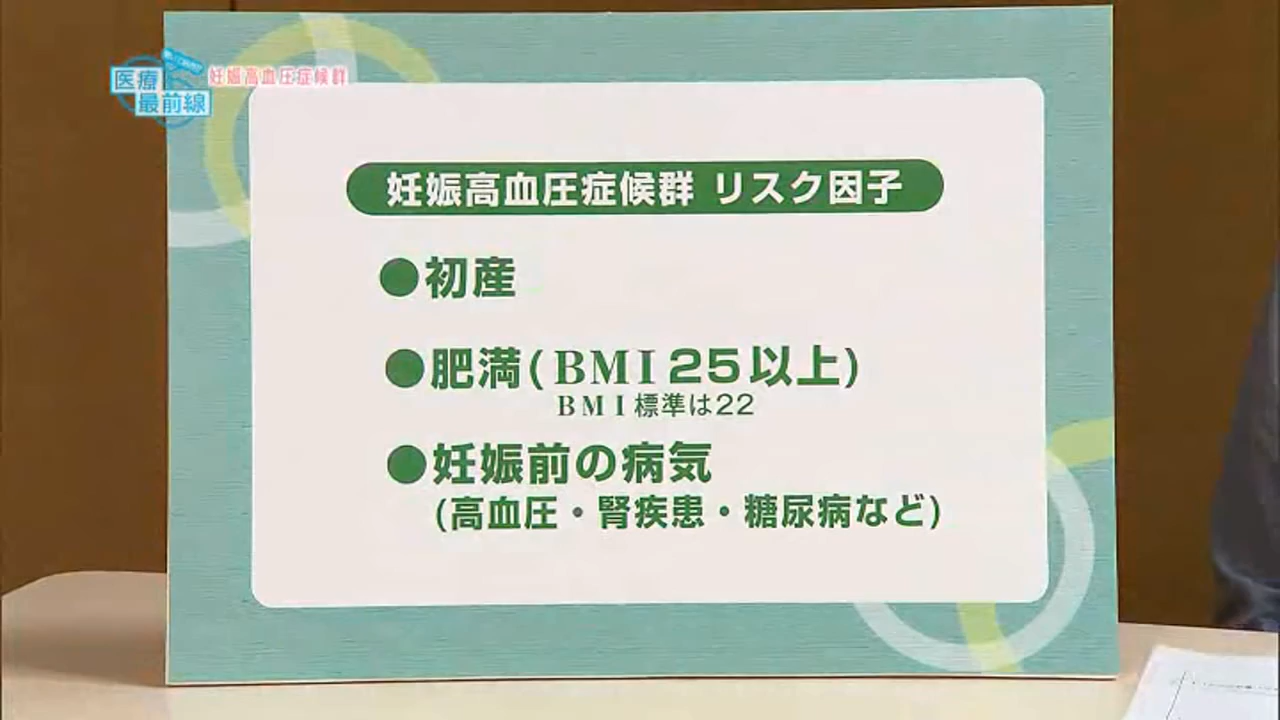 医療
最前線
妊娠高血圧症候群
妊娠高血圧症候群 リスク因子
●初産
●肥満(BMI 25以上)
BMI標準は22
●妊娠前の病気
(高血圧・腎疾患・糖尿病など)